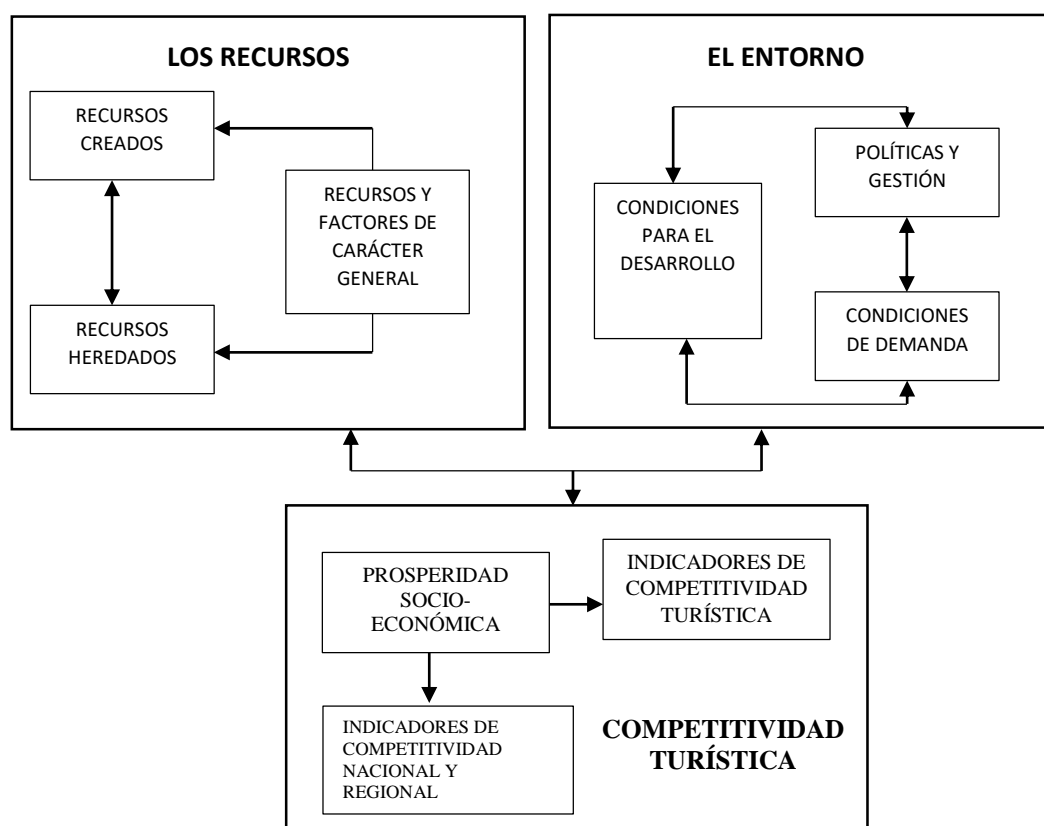 LOS RECURSOS
RECURSOS
CREADOS
RECURSOS Y
FACTORES DE
CARÁCTER
GENERAL
RECURSOS
HEREDADOS
EL ENTORNO
POLÍTICAS Y
GESTIÓN
CONDICIONES
PARA EL
DESARROLLO
CONDICIONES
DE DEMANDA
PROSPERIDAD
SOCIO-
ECONÓMICA
INDICADORES DE
COMPETITIVIDAD
TURÍSTICA
INDICADORES DE
COMPETITIVIDAD
NACIONAL Y
REGIONAL
COMPETITIVIDAD
TURÍSTICA